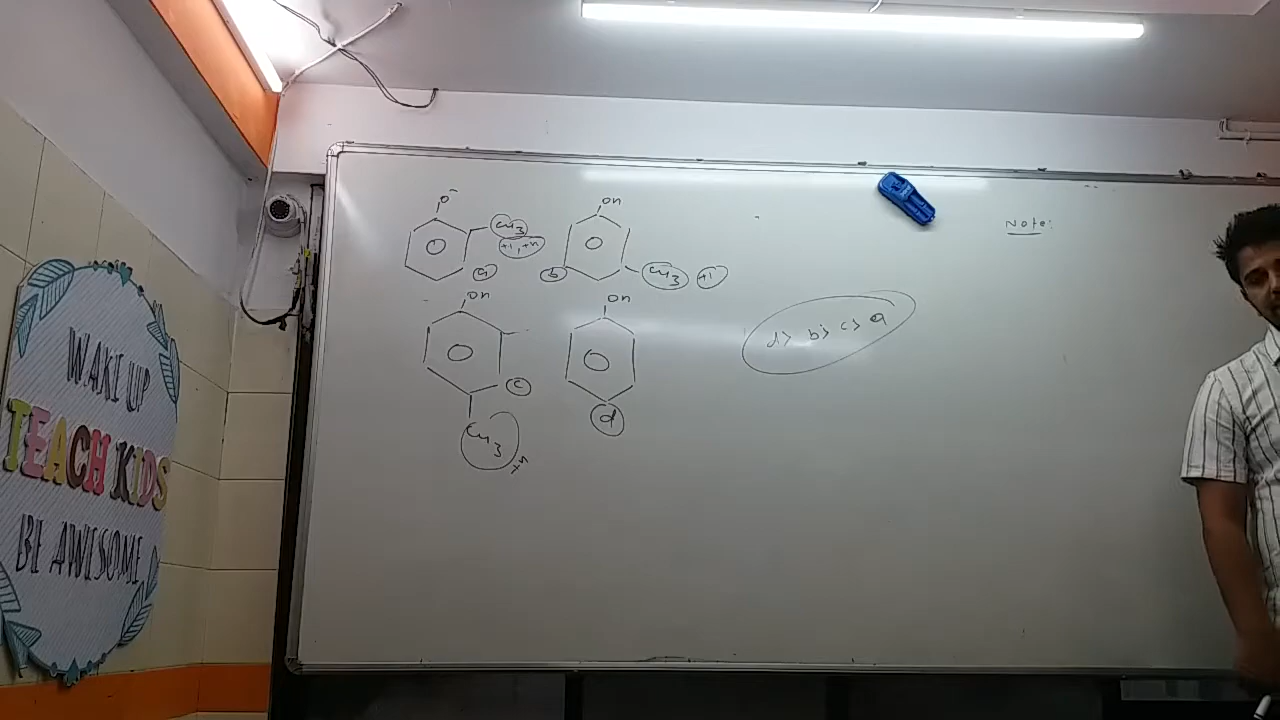 WAKE UP
TEACH KIDS
BE AWESOME
O⁻
CH3
+I, +H
a
OH
b
CH3
+I
OH
c
CH3
+H
OH
d
d> b> c> a
Note: